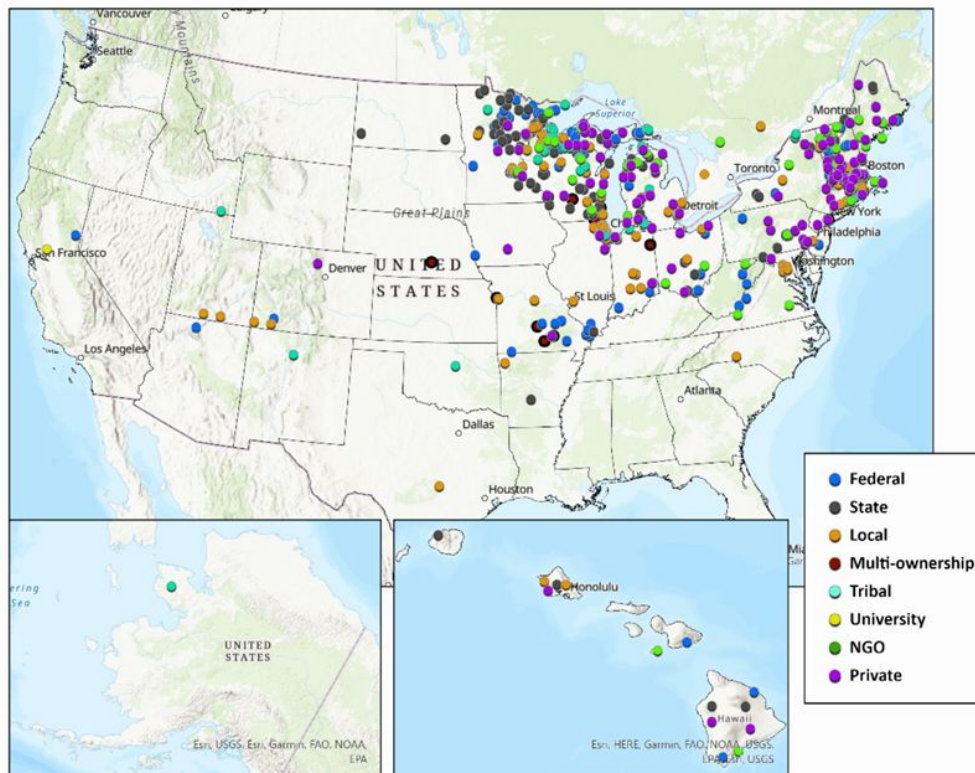 Vancouver
Seattle
Mountains
Lake
Superior
Montreal
Toronto
Boston
Detroit
New York
Great Plains
Philadelphia
San Francisco
Denver
UNITED
STATES
Washington
St Louis
Los Angeles
Atlanta
Dallas
Houston
Federal
State
Local
Multi-ownership
Tribal
University
NGO
Private
Sea
UNITED
STATES
Esri, USGS, Esri, Garmin, FAO, NOAA,
EPA
Honolulu
Hawaii
Esri, HERE, Garmin, FAO, NOAA, USGS,
EPA, USGS